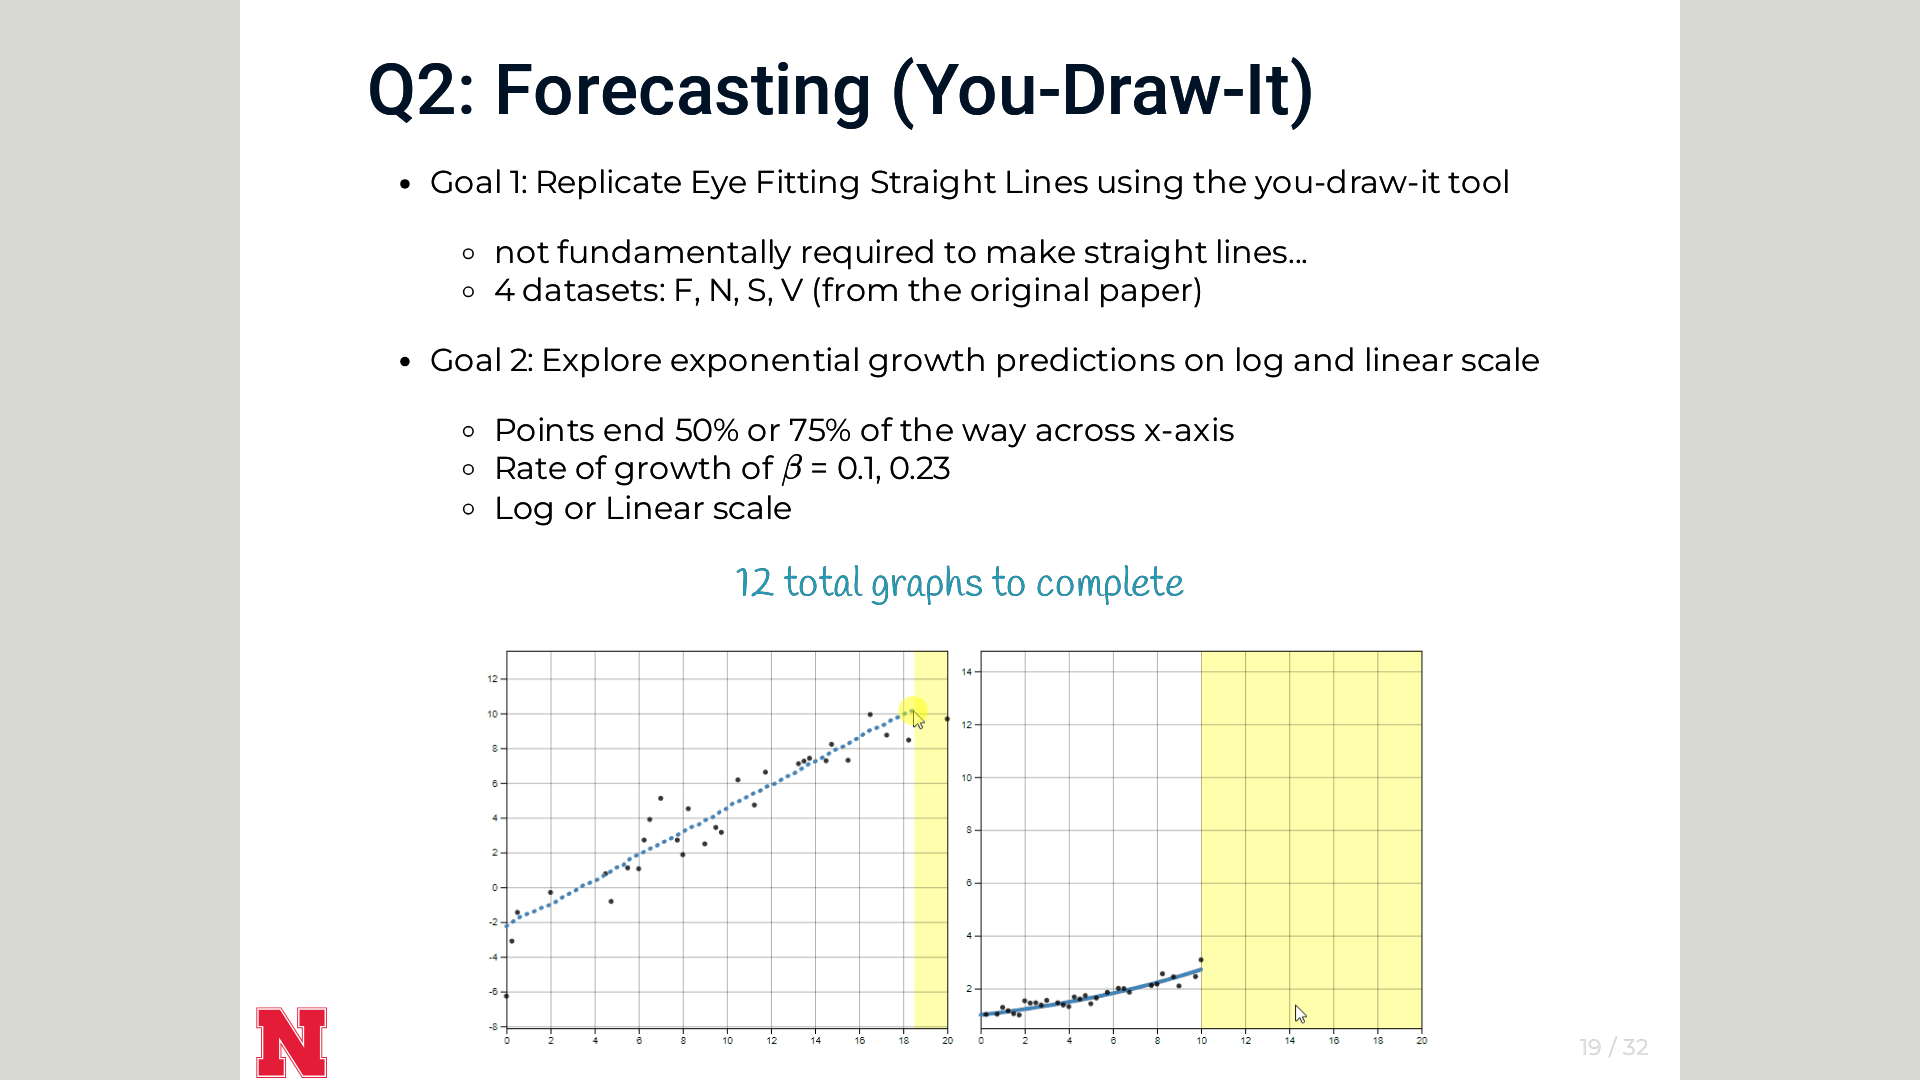 Q2: Forecasting (You-Draw-It)
Goal 1: Replicate Eye Fitting Straight Lines using the you-draw-it tool
not fundamentally required to make straight lines...
4 datasets: F, N, S, V (from the original paper)
Goal 2: Explore exponential growth predictions on log and linear scale
Points end 50% or 75% of the way across x-axis
Rate of growth of β = 0.1, 0.23
Log or Linear scale
12 total graphs to complete
12
10
8
6
4
2
0
-2
-4
-6
-8
0 2 4 6 8 10 12 14 16 18 20
14
12
10
8
6
4
2
0 2 4 6 8 10 12 14 16 18 20
N
19 / 32